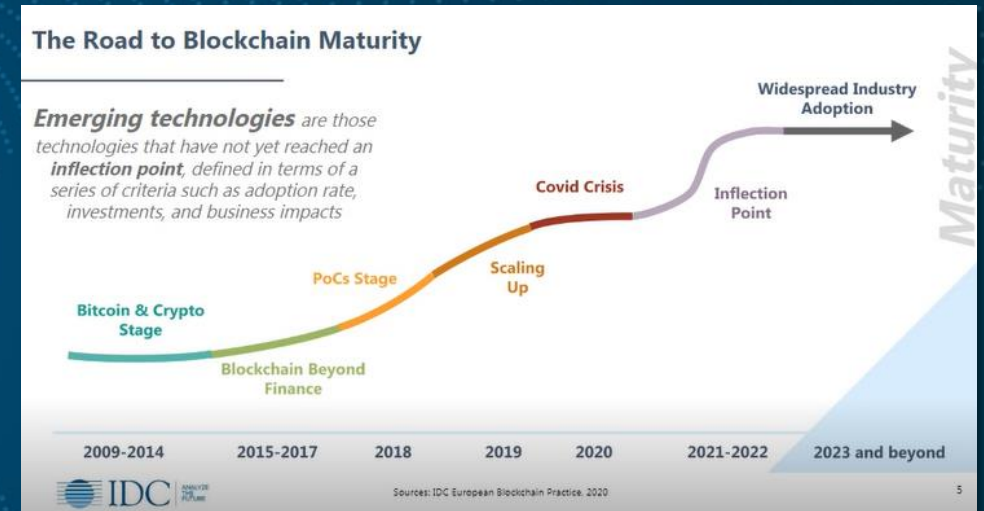 The Road to Blockchain Maturity
Emerging technologies are those
technologies that have not yet reached an
inflection point, defined in terms of a
series of criteria such as adoption rate,
investments, and business impacts
Widespread Industry
Adoption
Maturity
Covid Crisis
Inflection
Point
Scaling
Up
PoCs Stage
Bitcoin & Crypto
Stage
Blockchain Beyond
Finance
2009-2014
2015-2017
2018
2019
2020
2021-2022
2023 and beyond
IDC
ANALYZE
THE
FUTURE
Sources: IDC European Blockchain Practice, 2020
5